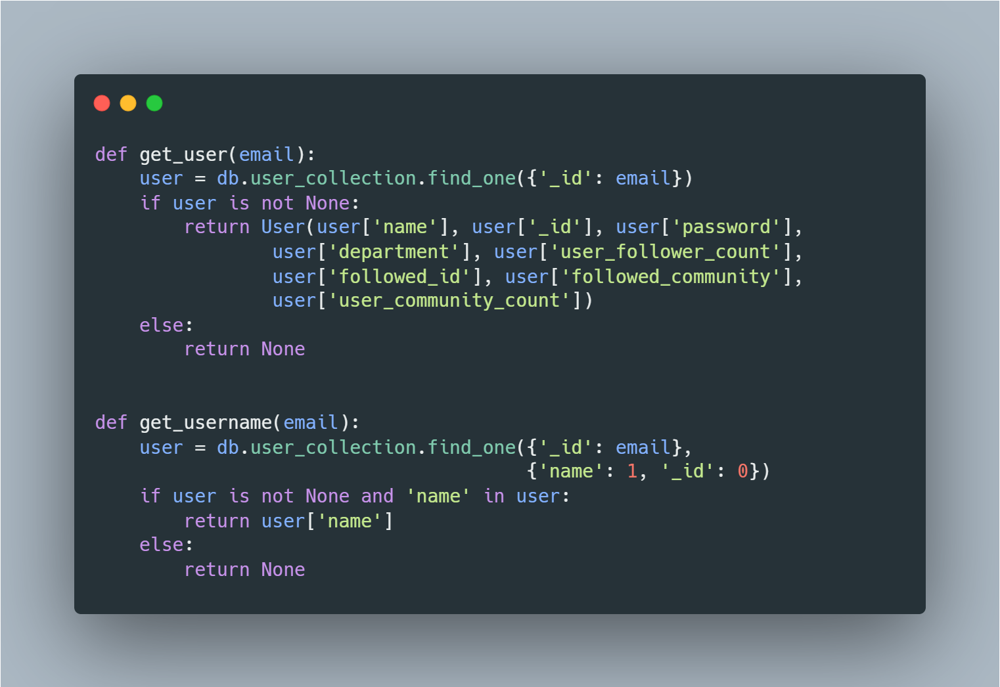 def get_user(email):
    user = db.user_collection.find_one({'_id': email})
    if user is not None:
        return User(user['name'], user['_id'], user['password'],
                user['department'], user['user_follower_count'],
                user['followed_id'], user['followed_community'],
                user['user_community_count'])
    else:
        return None
def get_username(email):
    user = db.user_collection.find_one({'_id': email},
                                       {'name': 1, '_id': 0})
    if user is not None and 'name' in user:
        return user['name']
    else:
        return None